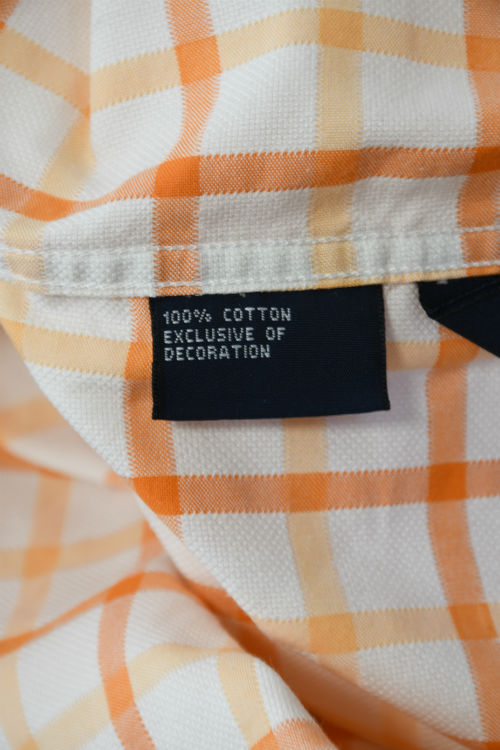 100% COTTON
EXCLUSIVE OF
DECORATION